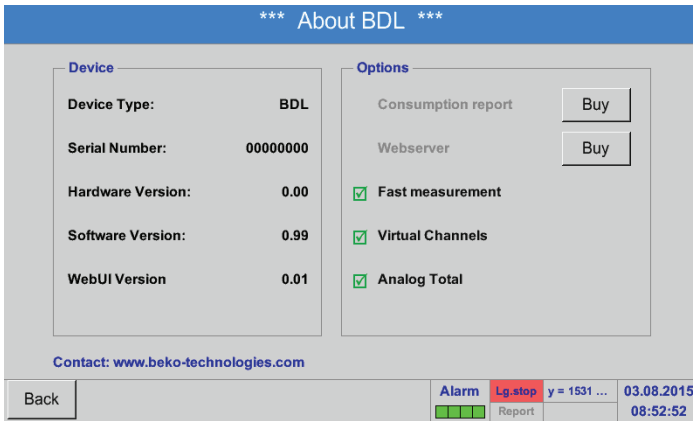 *** About BDL ***
Device
Device Type: BDL
Serial Number: 00000000
Hardware Version: 0.00
Software Version: 0.99
WebUI Version 0.01
Options
Consumption report Buy
Webserver Buy
Fast measurement
Virtual Channels
Analog Total
Contact: www.beko-technologies.com
Back
Alarm
Lg.stop y = 1531 ...
Report
03.08.2015
08:52:52